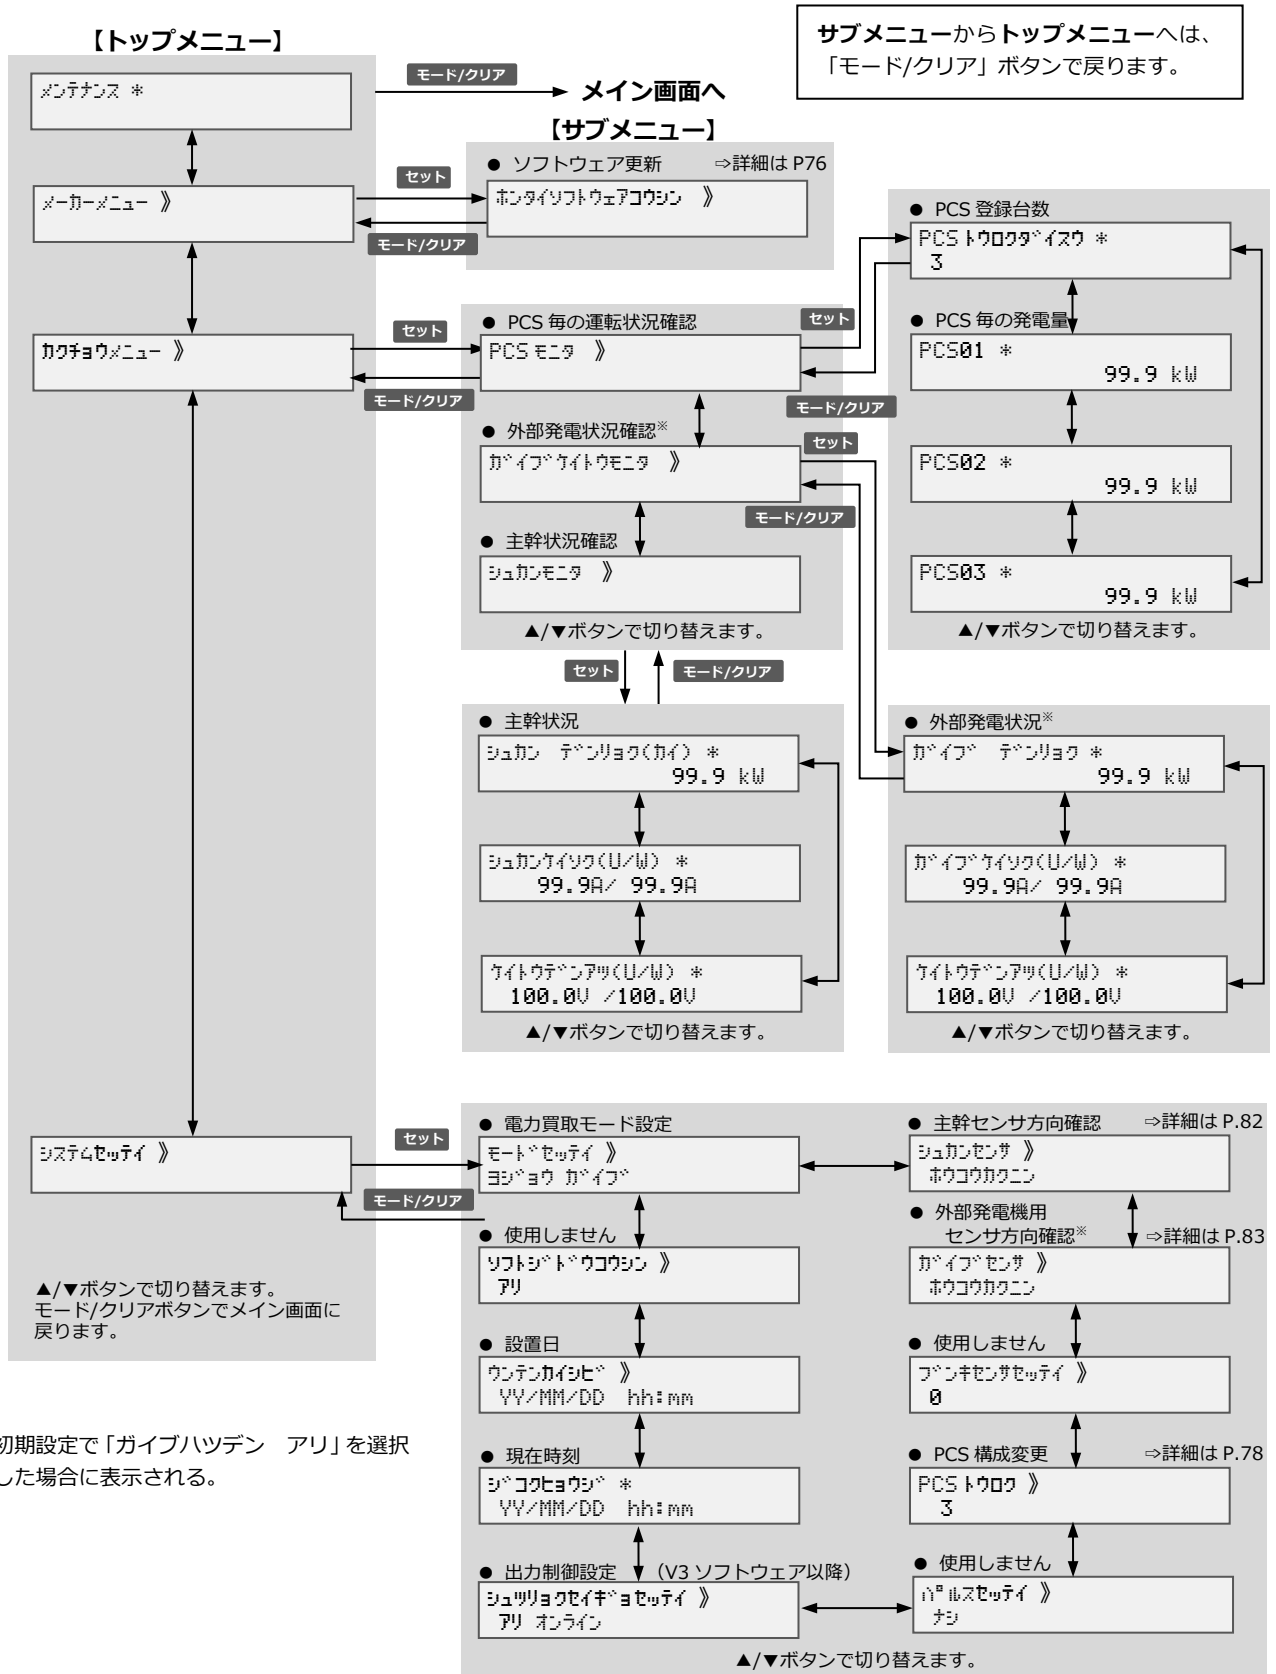 サブメニューからトップメニューへは、
「モード/クリア」ボタンで戻ります。
【トップメニュー】
メンテナンス *
モード/クリア
メイン画面へ
【サブメニュー】
● ソフトウェア更新 ⇨詳細は P76
セット
メーカーメニュー 》
ホンタイソフトウェアコウシン 》
モード/クリア
● PCS 登録台数
PCSトウロクダイスウ *
3
● PCS 毎の運転状況確認
セット
セット
カクチョウメニュー 》
PCSモニタ 》
モード/クリア
モード/クリア
● PCS 毎の発電量
PCS01 *
99.9 kW
● 外部発電状況確認※
セット
ガイブケイトウモニタ 》
モード/クリア
PCS02 *
99.9 kW
● 主幹状況確認
シュカンモニタ 》
PCS03 *
99.9 kW
▲/▼ボタンで切り替えます。
▲/▼ボタンで切り替えます。
セット
モード/クリア
● 主幹状況
シュカン デンリョク(カイ) *
99.9 kW
シュカンケイソク(U/W) *
99.9A/ 99.9A
ケイトウデンアツ(U/W) *
100.0V /100.0V
▲/▼ボタンで切り替えます。
● 外部発電状況※
ガイブ デンリョク *
99.9 kW
ガイブケイソク(U/W) *
99.9A/ 99.9A
ケイトウデンアツ(U/W) *
100.0V /100.0V
▲/▼ボタンで切り替えます。
システムセッテイ 》
セット
モード/クリア
▲/▼ボタンで切り替えます。
モード/クリアボタンでメイン画面に
戻ります。
初期設定で「ガイブハツデン アリ」を選択
した場合に表示される。
● 電力買取モード設定
モードセッテイ 》
ヨジョウ ガイブ
● 使用しません
ソフトジドウコウシン 》
アリ
● 設置日
ウンテンカイシビ 》
YY/MM/DD hh:mm
● 現在時刻
ジコクヒョウジ *
YY/MM/DD hh:mm
● 出力制御設定 (V3 ソフトウェア以降)
シュツリョクセイギョセッテイ 》
アリ オンライン
● 主幹センサ方向確認 ⇨詳細は P.82
シュカンセンサ 》
ホウコウカクニン
● 外部発電機用
センサ方向確認※ ⇨詳細は P.83
ガイブセンサ 》
ホウコウカクニン
● 使用しません
ブンキセンサセッテイ 》
0
● PCS 構成変更 ⇨詳細は P.78
PCSトウロク 》
3
● 使用しません
パルスセッテイ 》
ナシ
▲/▼ボタンで切り替えます。